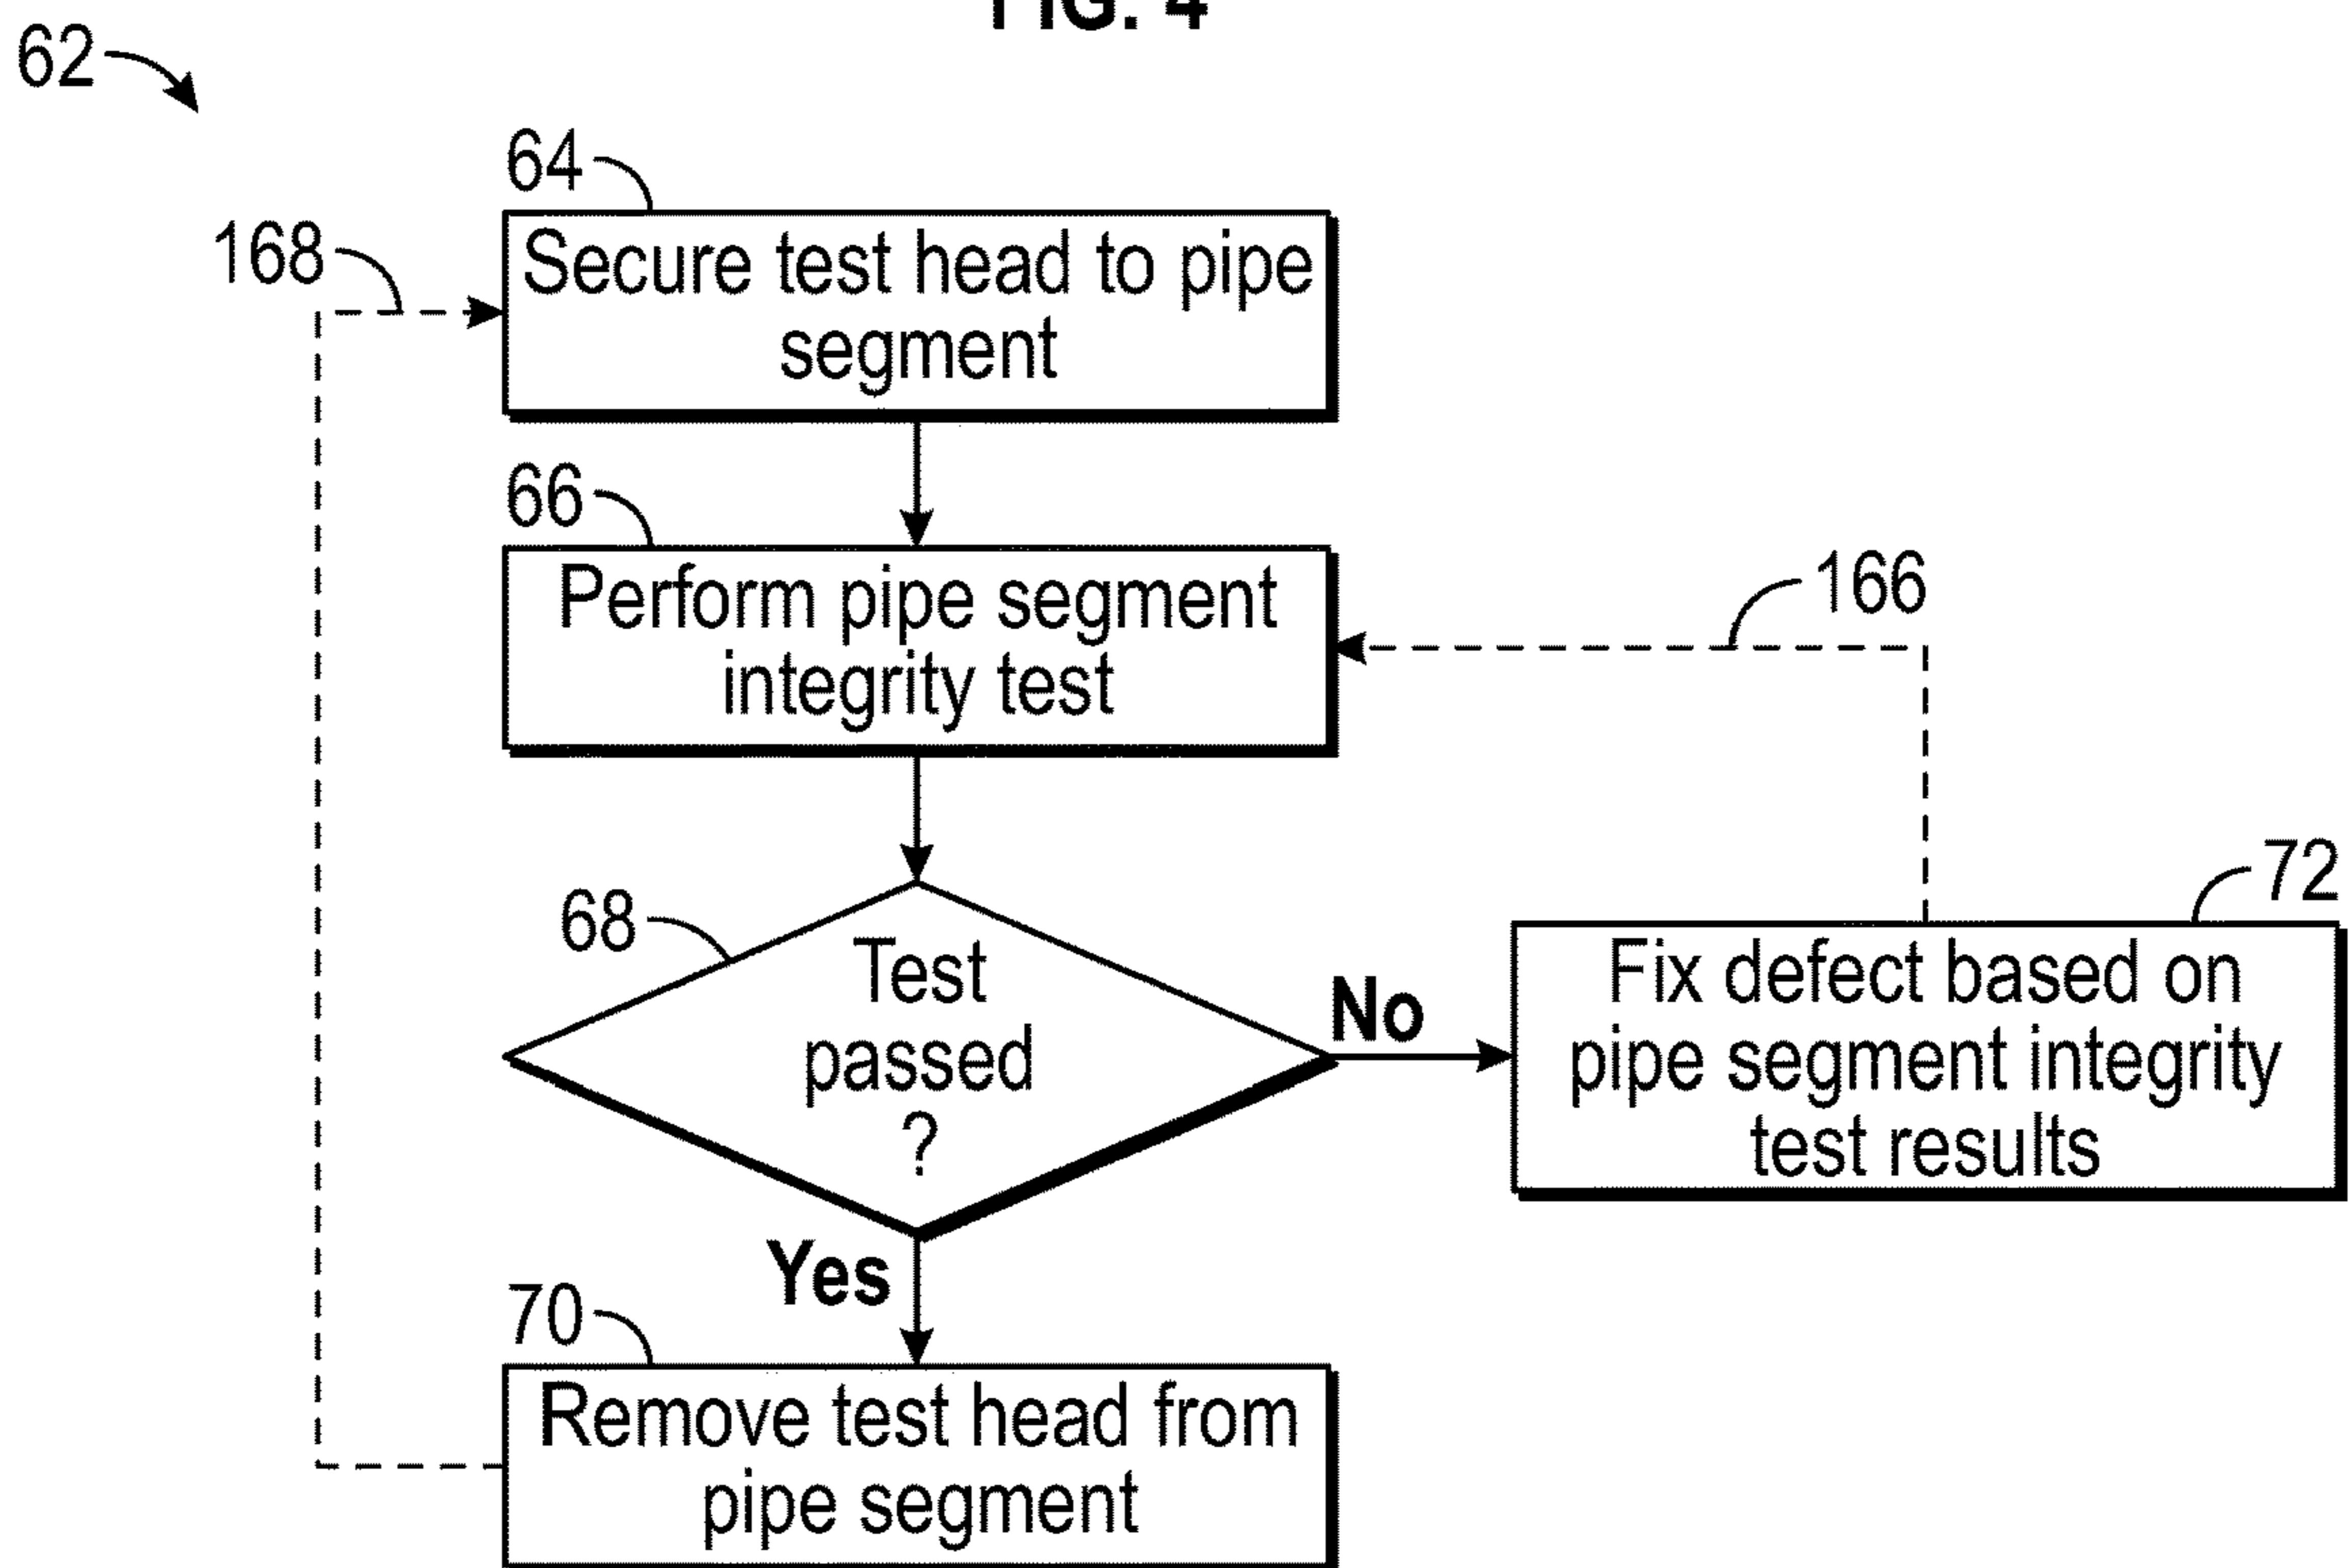 FIG. 4
62
64
168
Secure test head to pipe
segment
66
Perform pipe segment
integrity test
166
68
Test
passed
?
No
72
Fix defect based on
pipe segment integrity
test results
Yes
70
Remove test head from
pipe segment